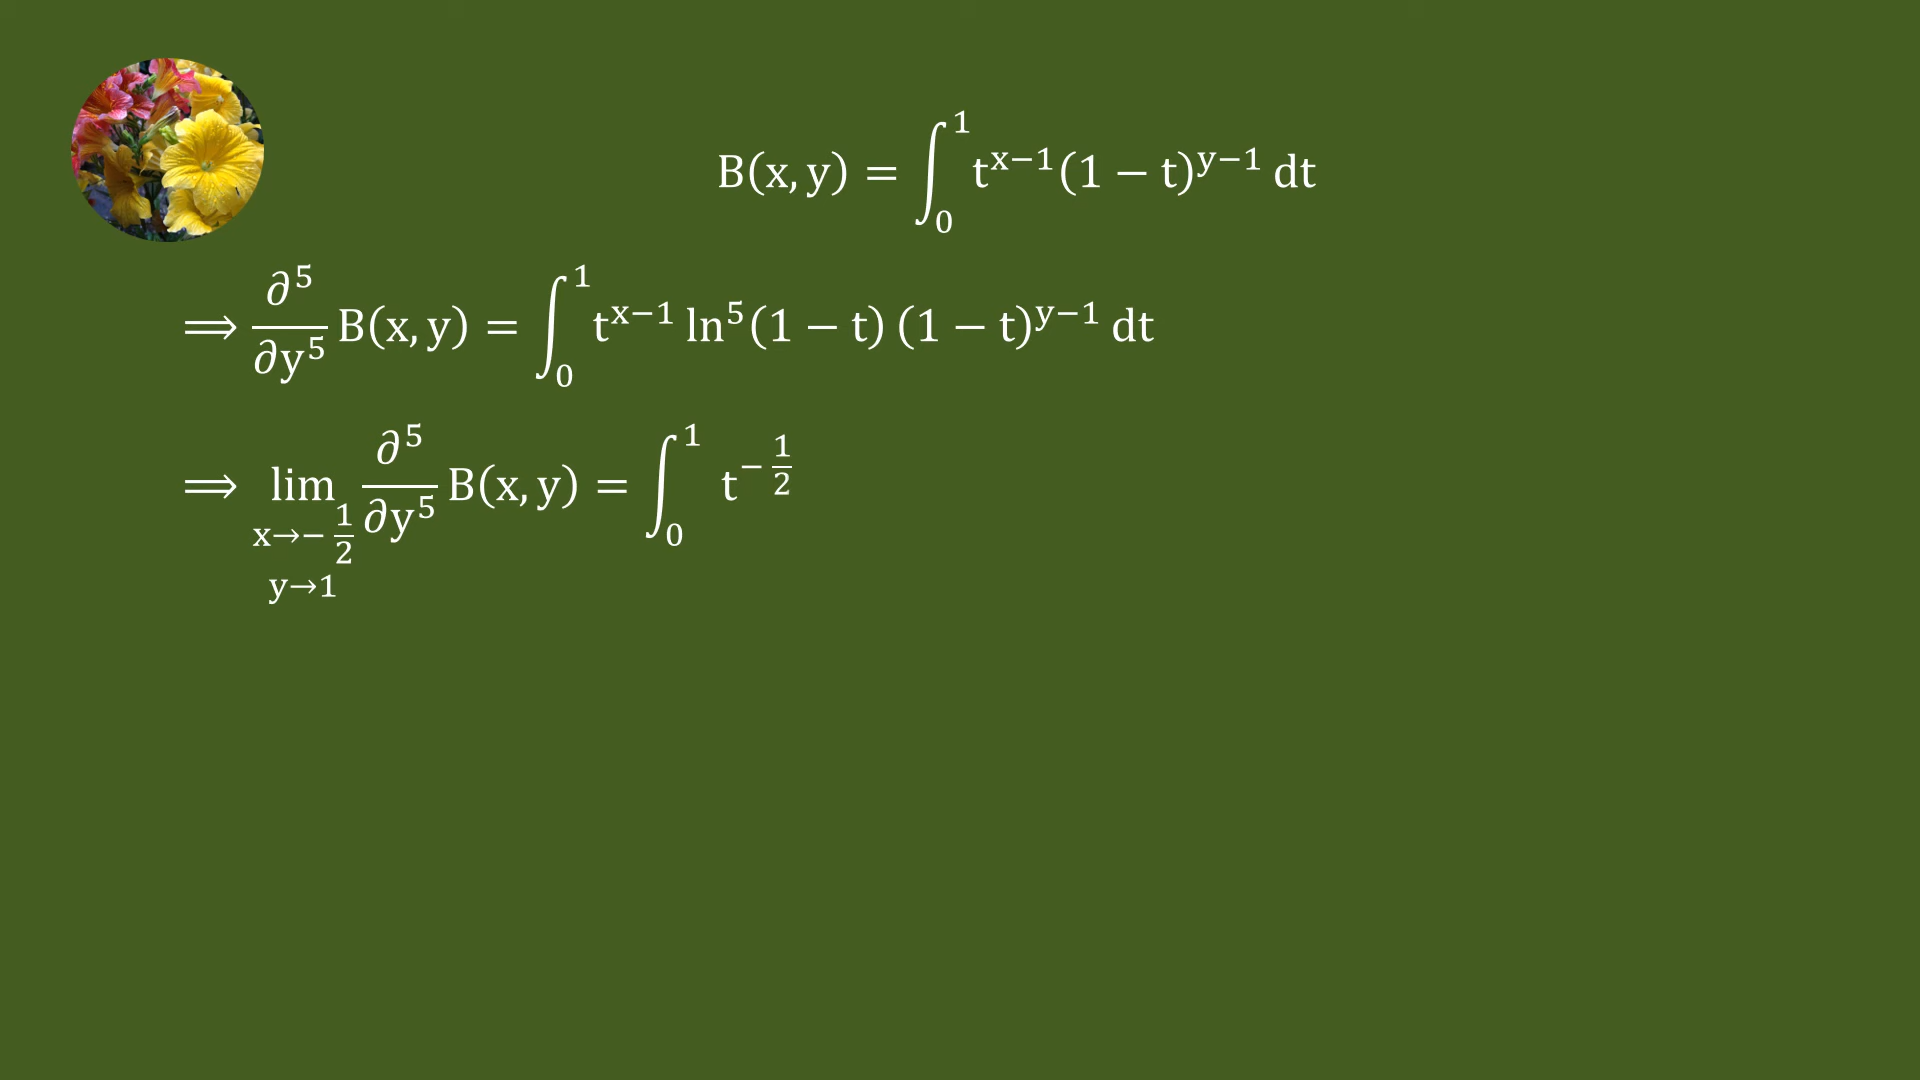 B(x, y) = ∫₀¹ t^{x−1}(1 − t)^{y−1} dt
⟹ ∂⁵/∂y⁵ B(x, y) = ∫₀¹ t^{x−1} ln⁵(1 − t) (1 − t)^{y−1} dt
⟹ lim_{x→−1/2, y→1} ∂⁵/∂y⁵ B(x, y) = ∫₀¹ t^{−1/2}